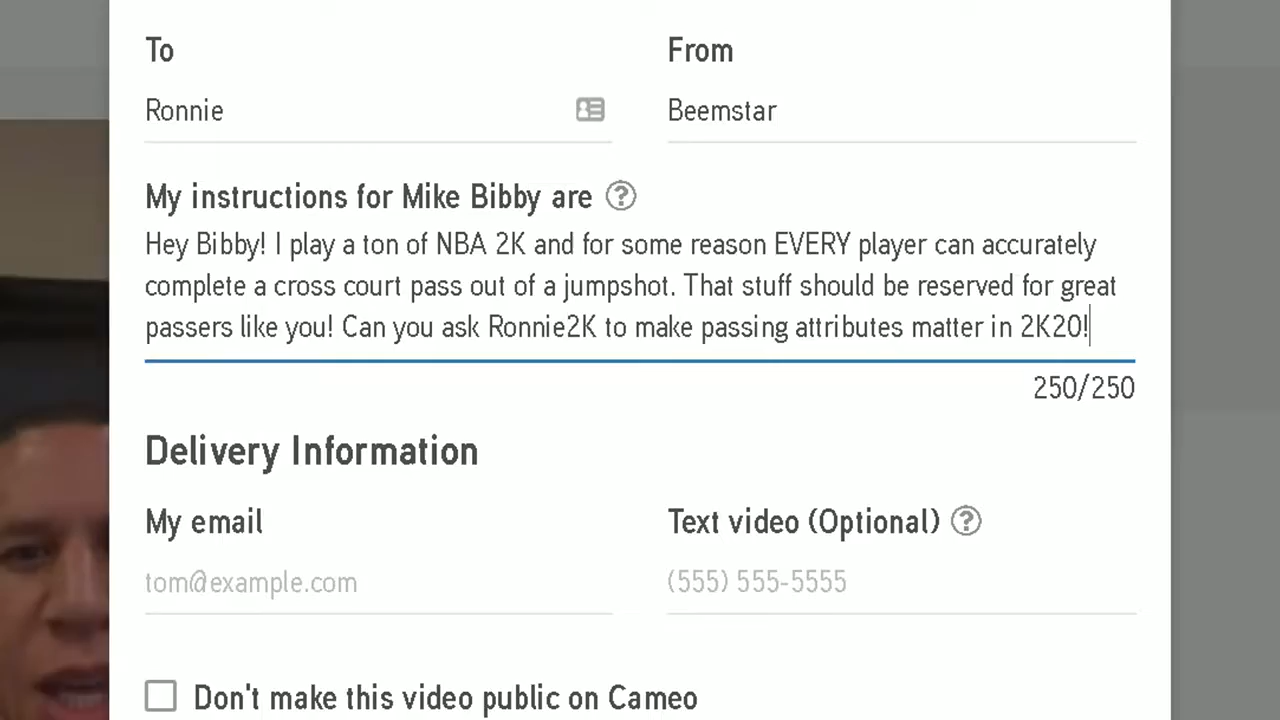 To
From
Ronnie
Beemstar
My instructions for Mike Bibby are ?
Hey Bibby! I play a ton of NBA 2K and for some reason EVERY player can accurately
complete a cross court pass out of a jumpshot. That stuff should be reserved for great
passers like you! Can you ask Ronnie2K to make passing attributes matter in 2K20!
250/250
Delivery Information
My email
Text video (Optional) ?
tom@example.com
(555) 555-5555
Don't make this video public on Cameo